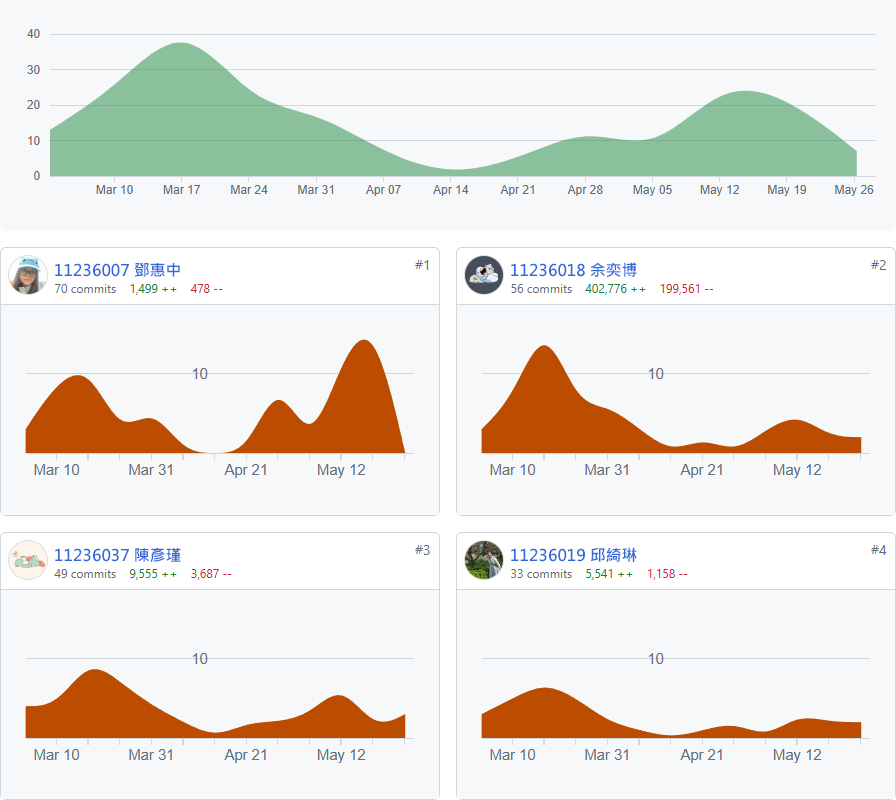 40
30
20
10
0
Mar 10 Mar 17 Mar 24 Mar 31 Apr 07 Apr 14 Apr 21 Apr 28 May 05 May 12 May 19 May 26
11236007 鄧惠中 #1
70 commits 1,499 ++ 478 --
10
Mar 10 Mar 31 Apr 21 May 12
11236018 余奕博 #2
56 commits 402,776 ++ 199,561 --
10
Mar 10 Mar 31 Apr 21 May 12
11236037 陳彥瑾 #3
49 commits 9,555 ++ 3,687 --
10
Mar 10 Mar 31 Apr 21 May 12
11236019 邱綺琳 #4
33 commits 5,541 ++ 1,158 --
10
Mar 10 Mar 31 Apr 21 May 12